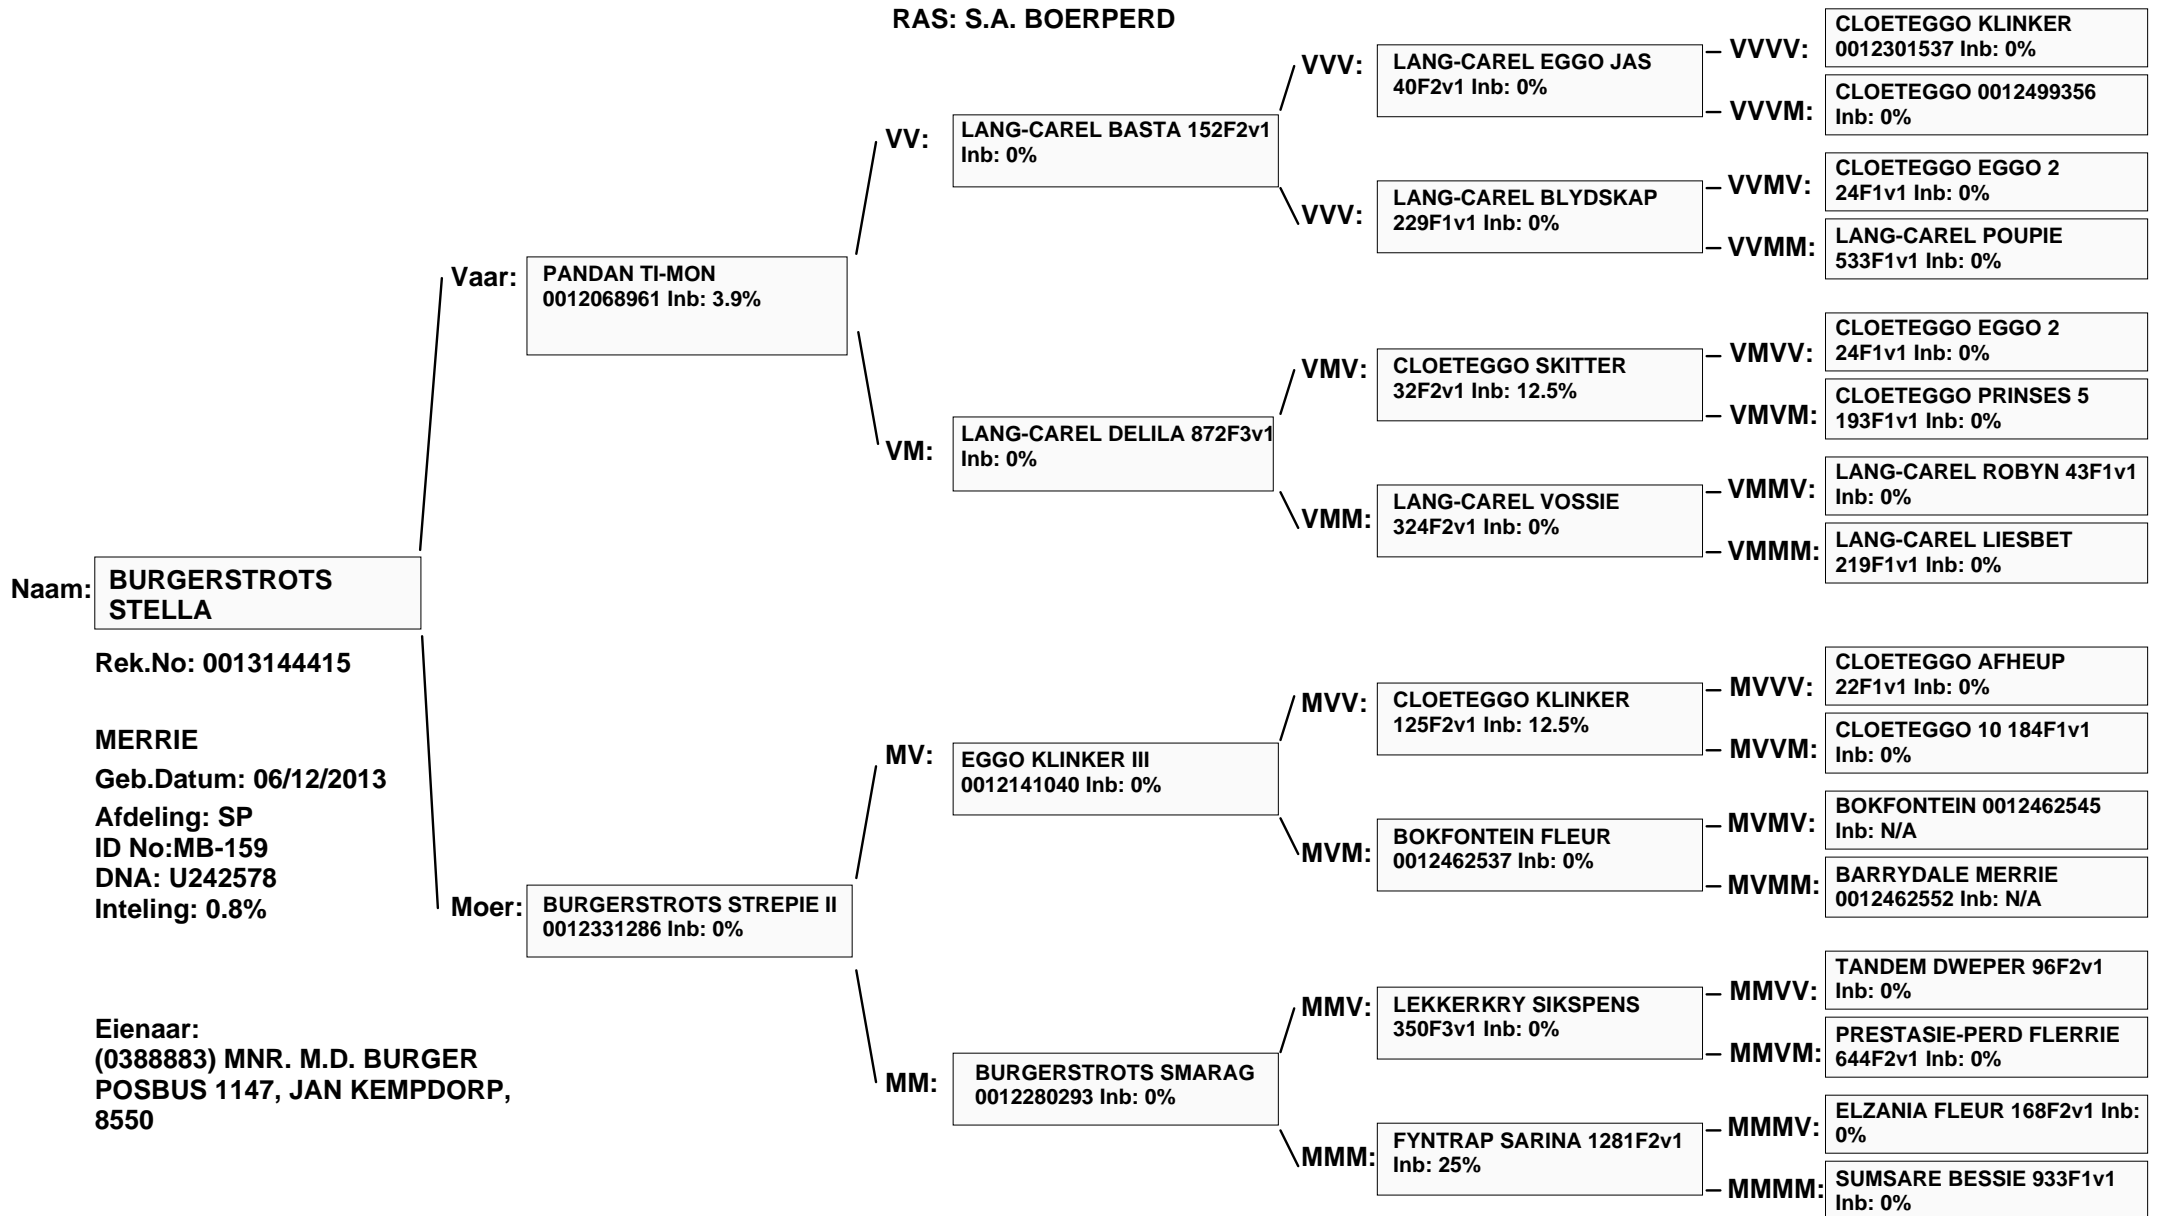 RAS: S.A. BOERPERD
Naam:
BURGERSTROTS
STELLA
Rek.No: 0013144415
MERRIE
Geb.Datum: 06/12/2013
Afdeling: SP
ID No:MB-159
DNA: U242578
Inteling: 0.8%
Eienaar:
(0388883) MNR. M.D. BURGER
POSBUS 1147, JAN KEMPDORP,
8550
Vaar:
PANDAN TI-MON
0012068961 Inb: 3.9%
Moer:
BURGERSTROTS STREPIE II
0012331286 Inb: 0%
VV:
LANG-CAREL BASTA 152F2v1
Inb: 0%
VM:
LANG-CAREL DELILA 872F3v1
Inb: 0%
MV:
EGGO KLINKER III
0012141040 Inb: 0%
MM:
BURGERSTROTS SMARAG
0012280293 Inb: 0%
VVV:
LANG-CAREL EGGO JAS
40F2v1 Inb: 0%
VVV:
LANG-CAREL BLYDSKAP
229F1v1 Inb: 0%
VMV:
CLOETEGGO SKITTER
32F2v1 Inb: 12.5%
VMM:
LANG-CAREL VOSSIE
324F2v1 Inb: 0%
MVV:
CLOETEGGO KLINKER
125F2v1 Inb: 12.5%
MVM:
BOKFONTEIN FLEUR
0012462537 Inb: 0%
MMV:
LEKKERKRY SIKSPENS
350F3v1 Inb: 0%
MMM:
FYNTRAP SARINA 1281F2v1
Inb: 25%
VVVV:
CLOETEGGO KLINKER
0012301537 Inb: 0%
VVVM:
CLOETEGGO 0012499356
Inb: 0%
VVMV:
CLOETEGGO EGGO 2
24F1v1 Inb: 0%
VVMM:
LANG-CAREL POUPIE
533F1v1 Inb: 0%
VMVV:
CLOETEGGO EGGO 2
24F1v1 Inb: 0%
VMVM:
CLOETEGGO PRINSES 5
193F1v1 Inb: 0%
VMMV:
LANG-CAREL ROBYN 43F1v1
Inb: 0%
VMMM:
LANG-CAREL LIESBET
219F1v1 Inb: 0%
MVVV:
CLOETEGGO AFHEUP
22F1v1 Inb: 0%
MVVM:
CLOETEGGO 10 184F1v1
Inb: 0%
MVMV:
BOKFONTEIN 0012462545
Inb: N/A
MVMM:
BARRYDALE MERRIE
0012462552 Inb: N/A
MMVV:
TANDEM DWEPER 96F2v1
Inb: 0%
MMVM:
PRESTASIE-PERD FLERRIE
644F2v1 Inb: 0%
MMMV:
ELZANIA FLEUR 168F2v1 Inb:
0%
MMMM:
SUMSARE BESSIE 933F1v1
Inb: 0%